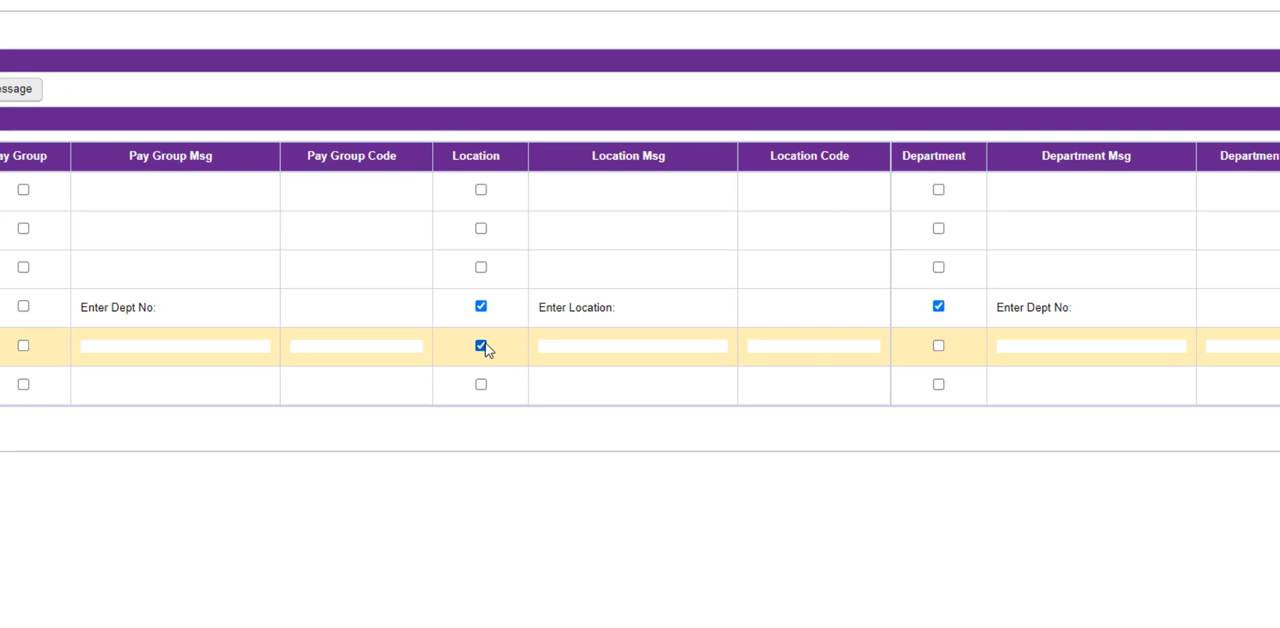 essage
ay Group Pay Group Msg Pay Group Code Location Location Msg Location Code Department Department Msg Departmen
Enter Dept No: Enter Location: Enter Dept No: